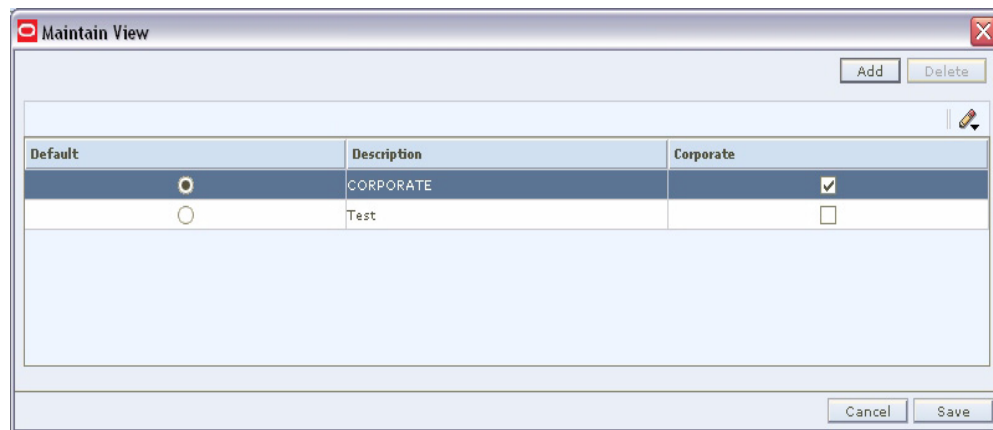 Maintain View
Add Delete
Default Description Corporate
CORPORATE
Test
Cancel Save